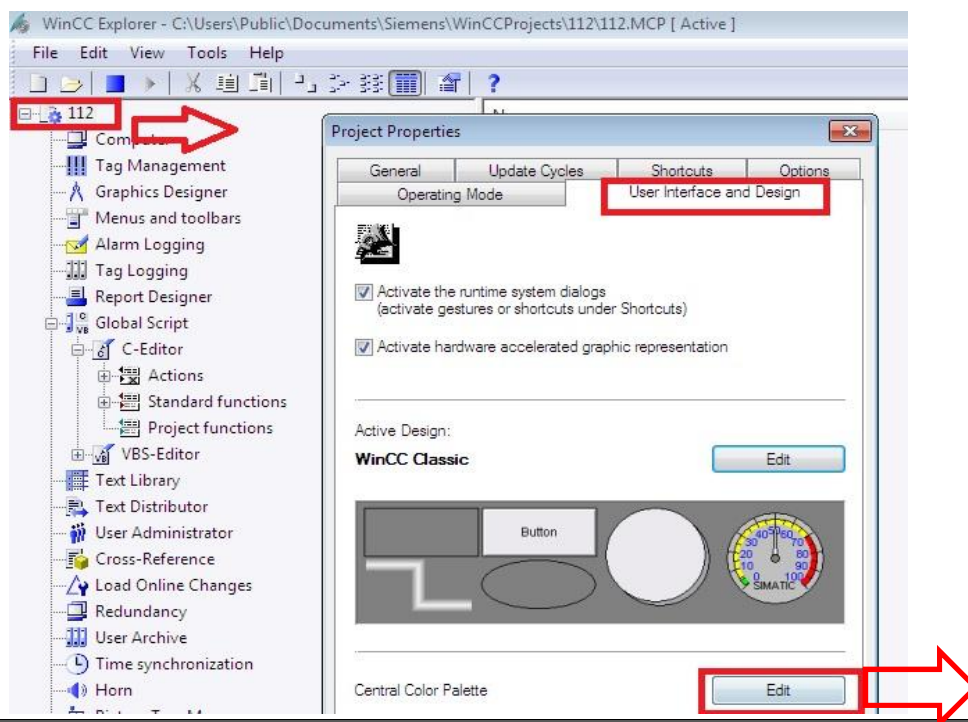 WinCC Explorer - C:\Users\Public\Documents\Siemens\WinCCProjects\112\112.MCP [ Active ]
File Edit View Tools Help
112
Computer
Tag Management
Graphics Designer
Menus and toolbars
Alarm Logging
Tag Logging
Report Designer
Global Script
C-Editor
Actions
Standard functions
Project functions
VBS-Editor
Text Library
Text Distributor
User Administrator
Cross-Reference
Load Online Changes
Redundancy
User Archive
Time synchronization
Horn
Project Properties
General Update Cycles Shortcuts Options
Operating Mode User Interface and Design
Activate the runtime system dialogs
(activate gestures or shortcuts under Shortcuts)
Activate hardware accelerated graphic representation
Active Design:
WinCC Classic Edit
Button
0 10 20 30 40 50 60 70 80 90 100
SIMATIC
Central Color Palette Edit